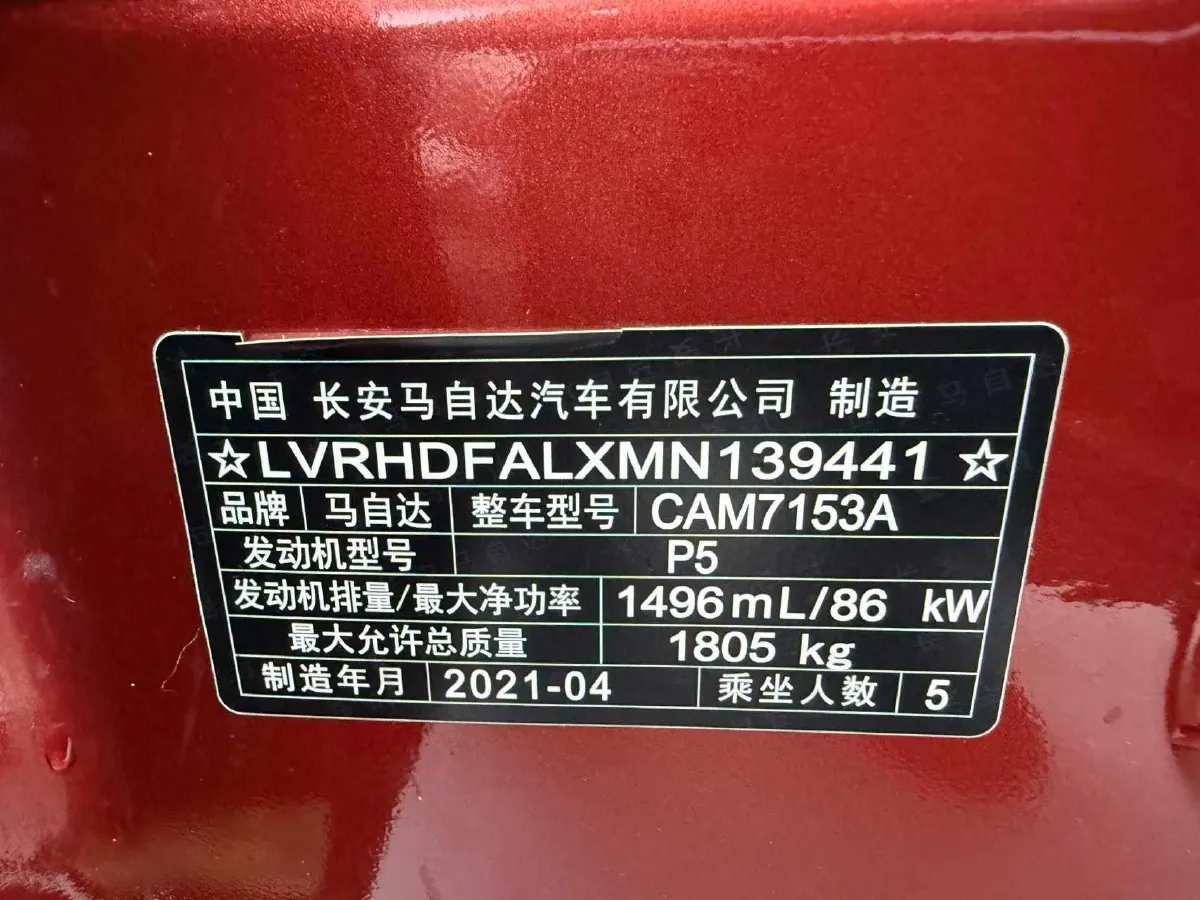 中国 长安马自达汽车有限公司 制造
☆LVRHDFALXMN139441☆
品牌 马自达 整车型号 CAM7153A
发动机型号 P5
发动机排量/最大净功率 1496mL/86 kW
最大允许总质量 1805 kg
制造年月 2021-04 乘坐人数 5